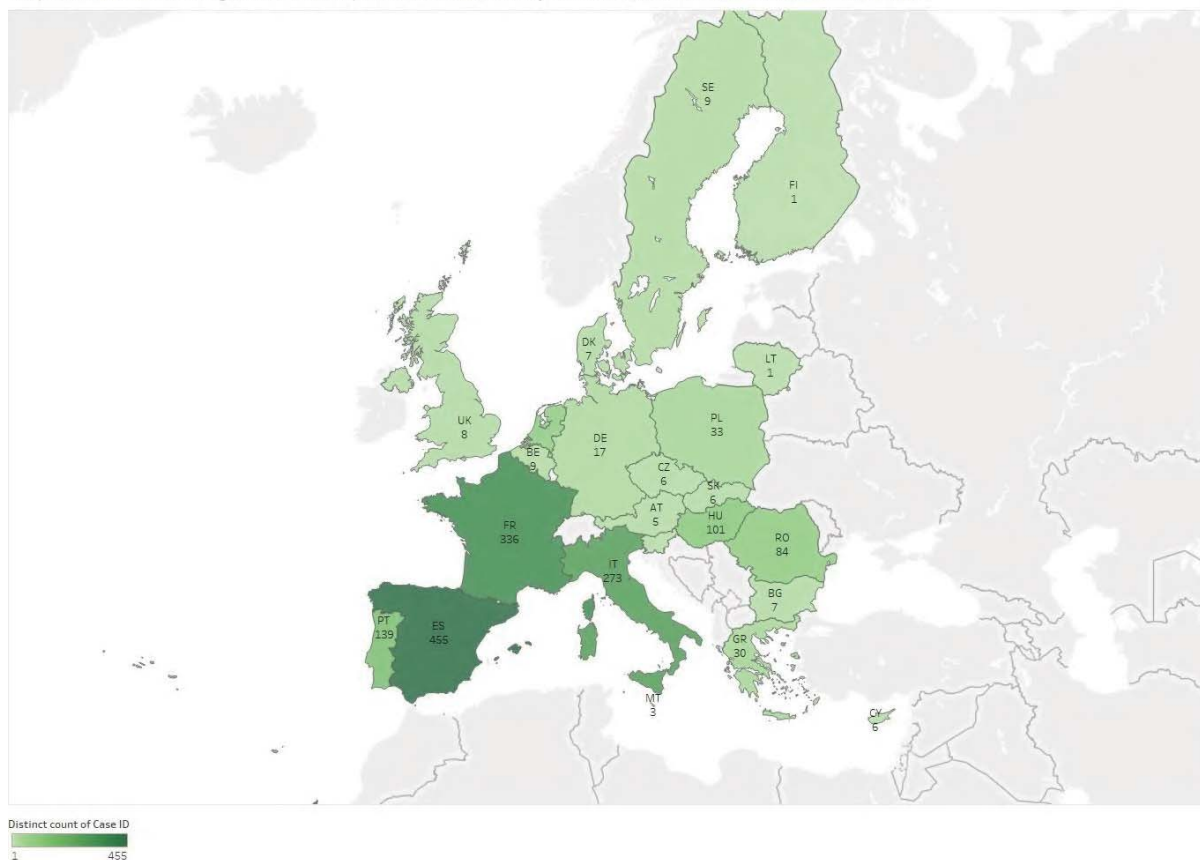 SE
9
FI
1
DK
7
LT
1
UK
8
BE
9
DE
17
PL
33
CZ
6
SK
6
AT
5
HU
101
FR
336
RO
84
IT
273
BG
7
PT
139
ES
455
GR
30
MT
3
CY
6
Distinct count of Case ID
1 455